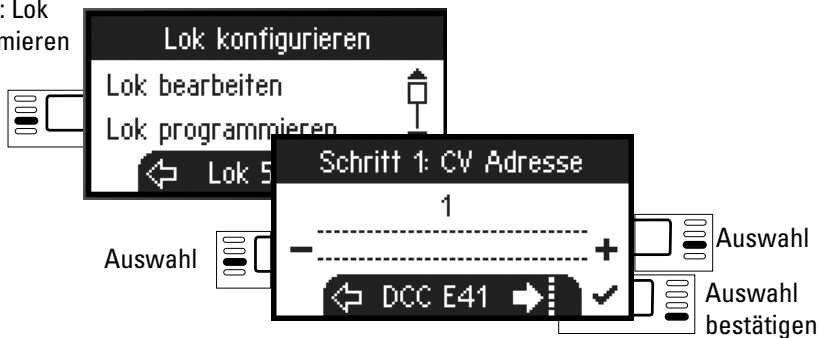 : Lok
mieren
Lok konfigurieren
Lok bearbeiten
Lok programmieren
Lok 5
Schritt 1: CV Adresse
1
− +
Auswahl
Auswahl
DCC E41
Auswahl
bestätigen